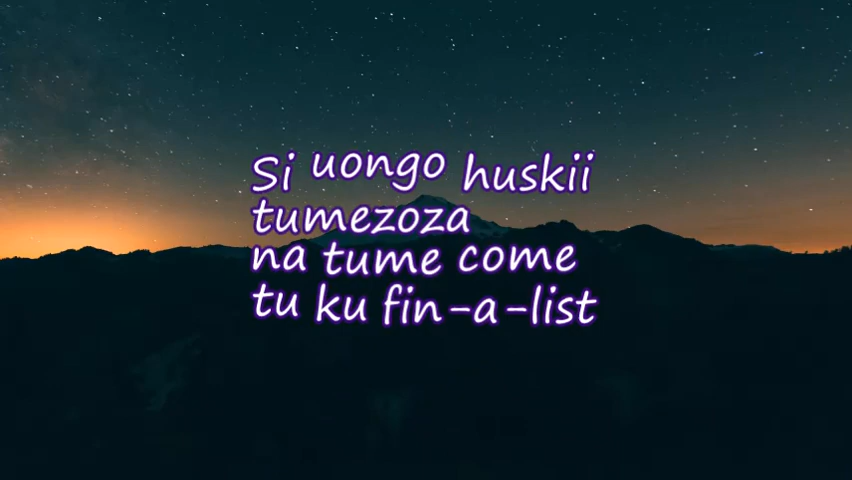 Si uongo huskii
tumezoza
na tume come
tu ku fin-a-list